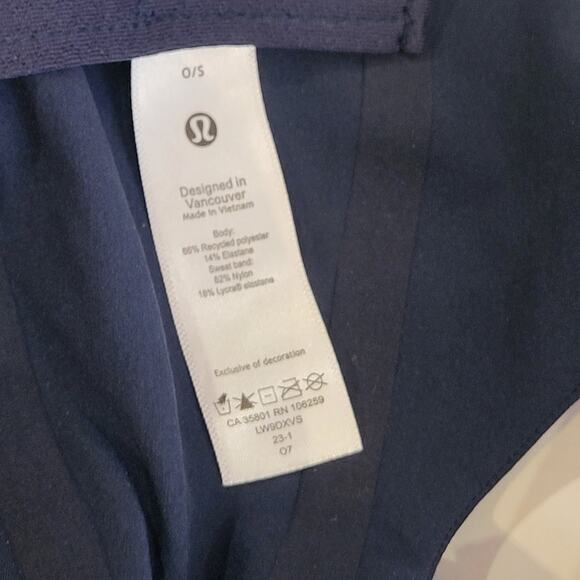 O/S
Designed in
Vancouver
Made in Vietnam
Body:
86% Recycled polyester
14% Elastane
Sweat band:
82% Nylon
18% Lycra® elastane
Exclusive of decoration
CA 35801 RN 106259
LW9DXVS
23-1
07